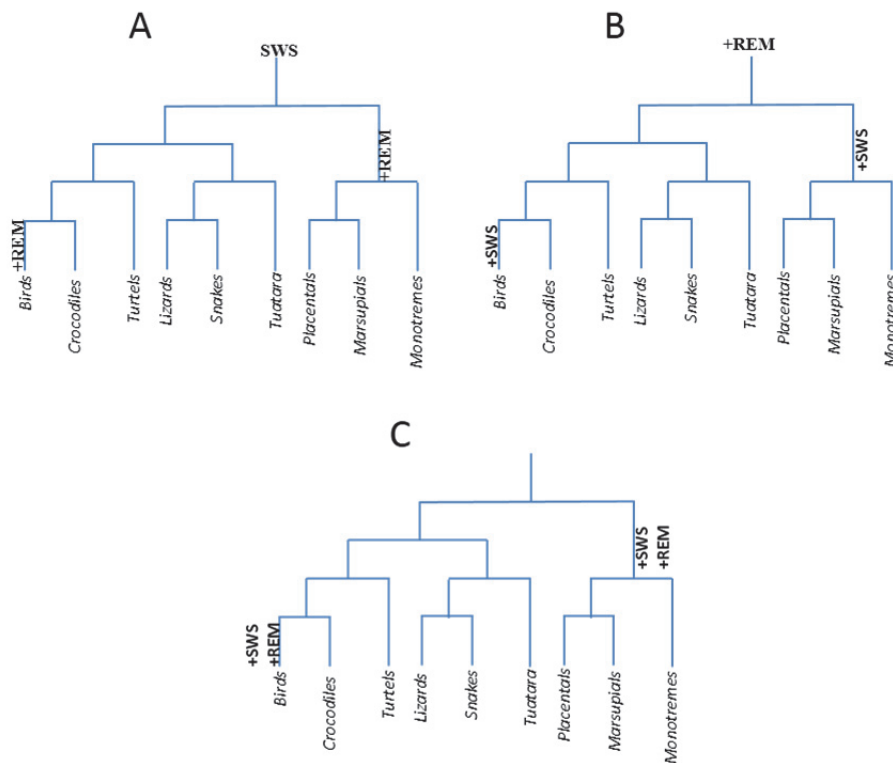 A
SWS
+REM
+REM
Birds
Crocodiles
Turtels
Lizards
Snakes
Tuatara
Placentals
Marsupials
Monotremes
B
+REM
+SWS
+SWS
Birds
Crocodiles
Turtels
Lizards
Snakes
Tuatara
Placentals
Marsupials
Monotremes
C
+SWS
+REM
+SWS
+REM
Birds
Crocodiles
Turtels
Lizards
Snakes
Tuatara
Placentals
Marsupials
Monotremes